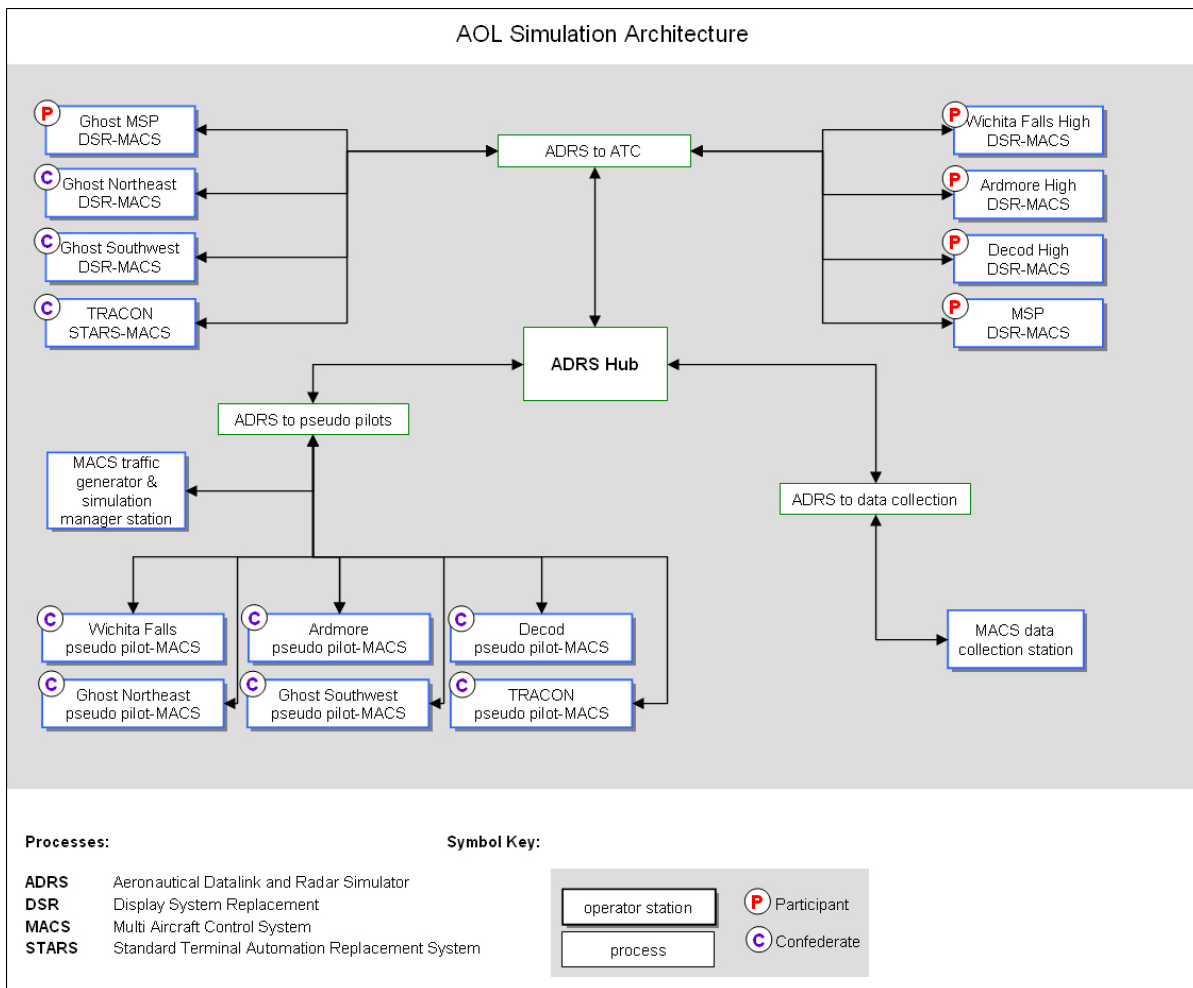 AOL Simulation Architecture
P
Ghost MSP
DSR-MACS
C
Ghost Northeast
DSR-MACS
C
Ghost Southwest
DSR-MACS
C
TRACON
STARS-MACS
ADRS to ATC
P
Wichita Falls High
DSR-MACS
P
Ardmore High
DSR-MACS
P
Decod High
DSR-MACS
P
MSP
DSR-MACS
ADRS Hub
ADRS to pseudo pilots
MACS traffic
generator &
simulation
manager station
ADRS to data collection
C
Wichita Falls
pseudo pilot-MACS
C
Ardmore
pseudo pilot-MACS
C
Decod
pseudo pilot-MACS
MACS data
collection station
C
Ghost Northeast
pseudo pilot-MACS
C
Ghost Southwest
pseudo pilot-MACS
C
TRACON
pseudo pilot-MACS
Processes:
ADRS Aeronautical Datalink and Radar Simulator
DSR Display System Replacement
MACS Multi Aircraft Control System
STARS Standard Terminal Automation Replacement System
Symbol Key:
operator station
process
P Participant
C Confederate